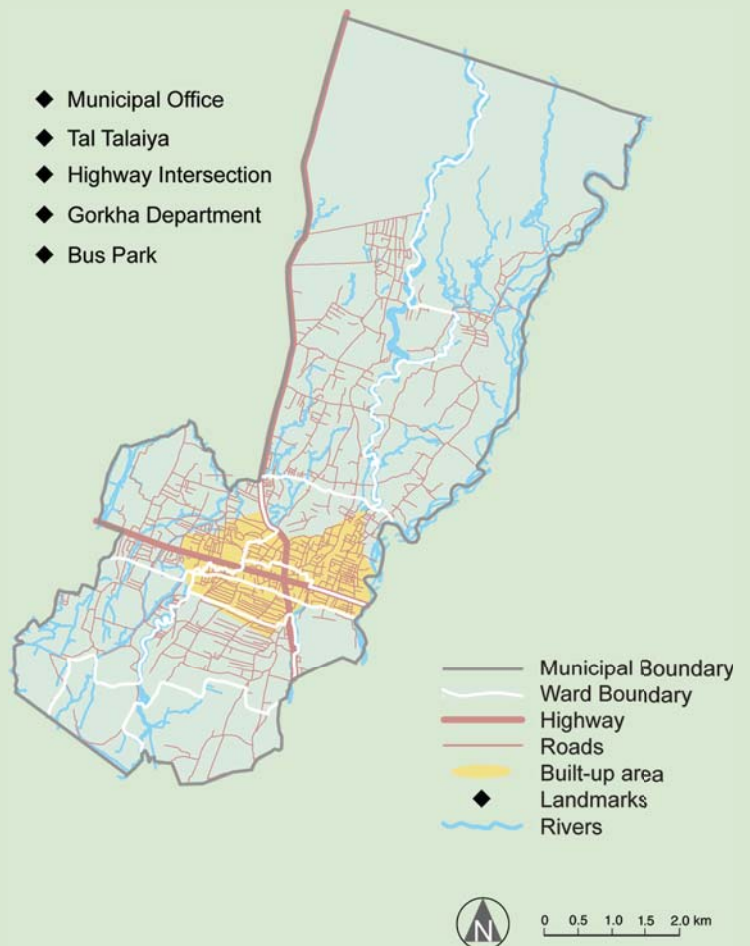 Municipal Office
Tal Talaiya
Highway Intersection
Gorkha Department
Bus Park
Municipal Boundary
Ward Boundary
Highway
Roads
Built-up area
Landmarks
Rivers
N
0 0.5 1.0 1.5 2.0 km